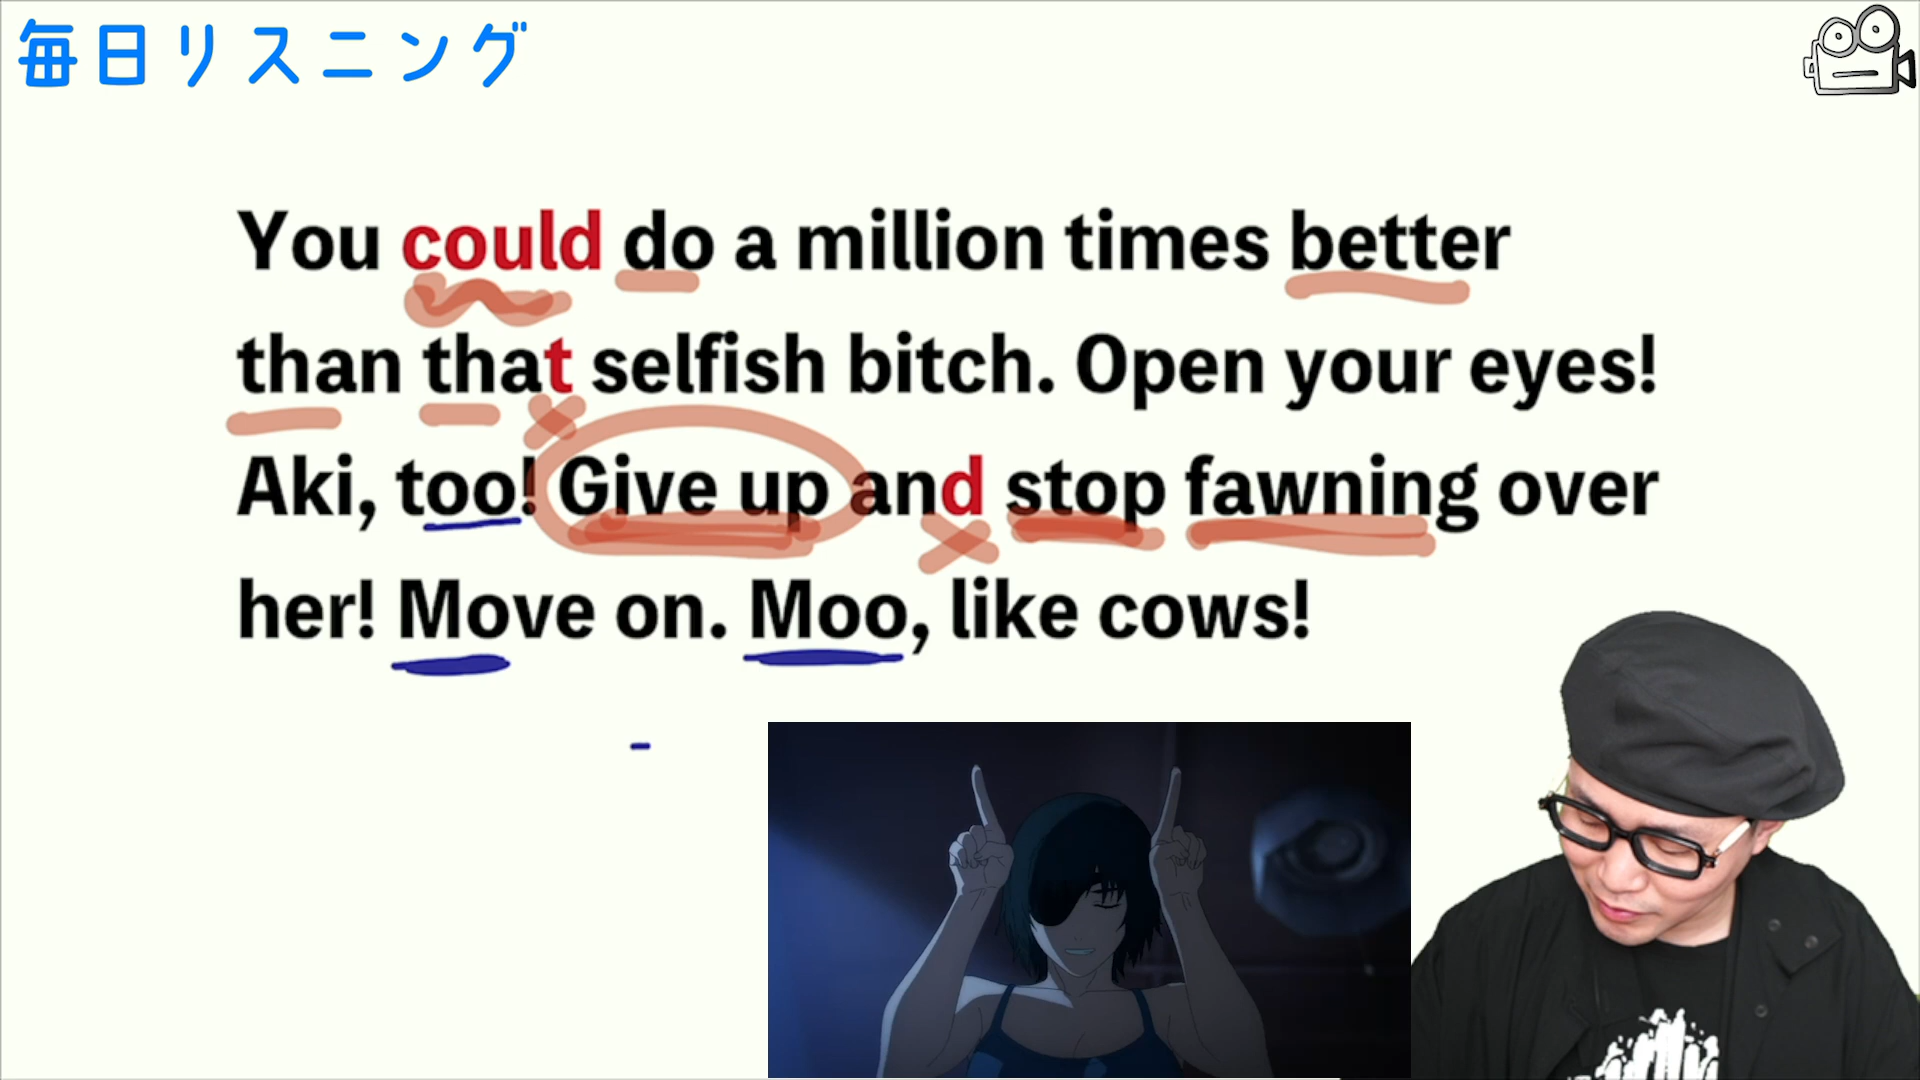 毎日リスニング
You could do a million times better
than that selfish bitch. Open your eyes!
Aki, too! Give up and stop fawning over
her! Move on. Moo, like cows!